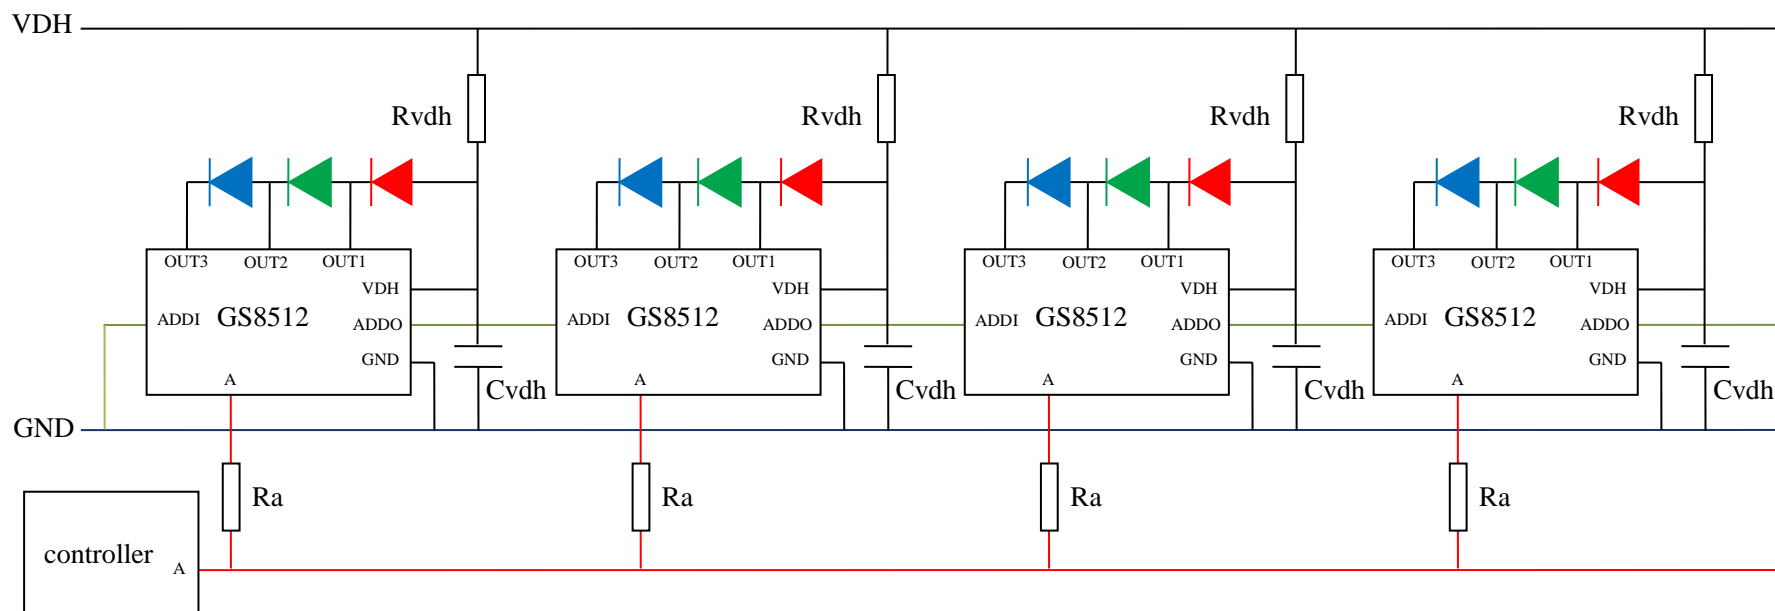 VDH
Rvdh Rvdh Rvdh Rvdh
OUT3 OUT2 OUT1 OUT3 OUT2 OUT1 OUT3 OUT2 OUT1 OUT3 OUT2 OUT1
VDH VDH VDH VDH
ADDI GS8512 ADDO ADDI GS8512 ADDO ADDI GS8512 ADDO ADDI GS8512 ADDO
GND GND GND GND
A A A A
Cvdh Cvdh Cvdh Cvdh
GND
Ra Ra Ra Ra
controller A